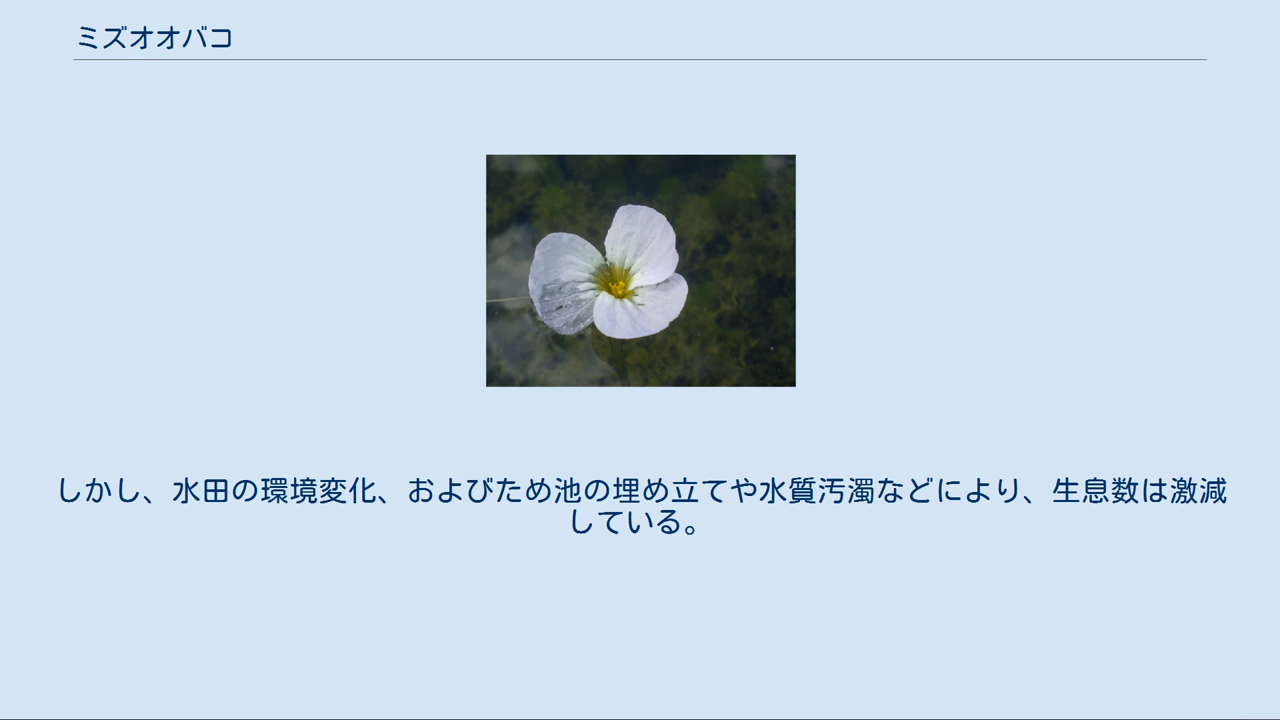 ミズオオバコ
しかし、水田の環境変化、およびため池の埋め立てや水質汚濁などにより、生息数は激減
している。